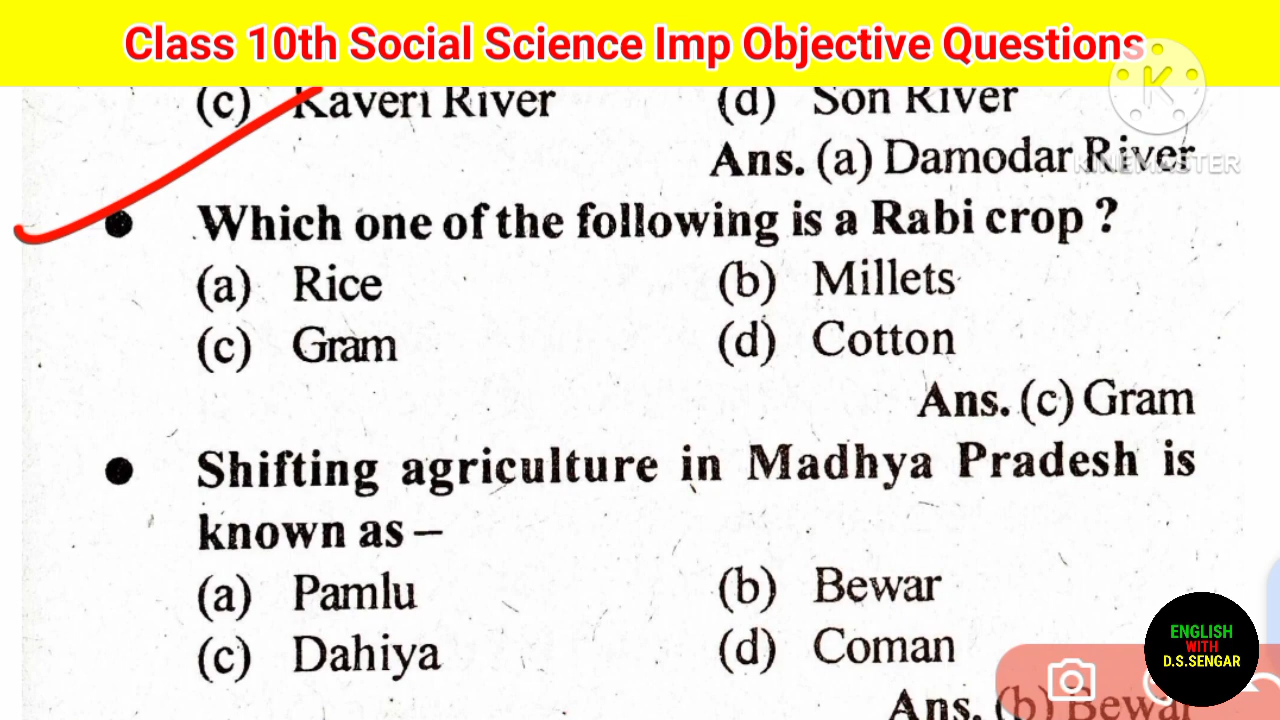 Class 10th Social Science Imp Objective Questions
(c) Kaveri River (d) Son River
Ans. (a) Damodar River
KINEMASTER
Which one of the following is a Rabi crop ?
(a) Rice (b) Millets
(c) Gram (d) Cotton
Ans. (c) Gram
Shifting agriculture in Madhya Pradesh is
known as –
(a) Pamlu (b) Bewar
(c) Dahiya (d) Coman
Ans. (b) Bewar
ENGLISH
WITH
D.S.SENGAR